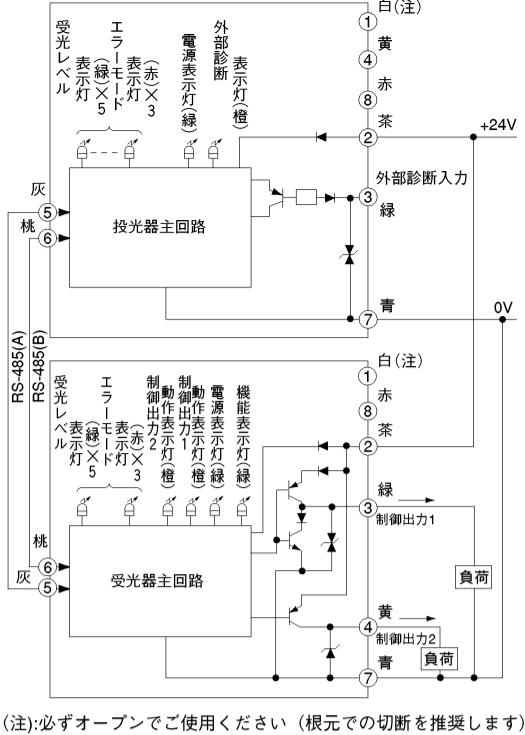 白(注)
①
黄
④
赤
⑧
茶
②
+24V
受光レベル
表示灯
(緑)×5
エラーモード
表示灯
(赤)×3
電源表示灯(緑)
外部診断
表示灯(橙)
外部診断入力
③
緑
灰
⑤
桃
⑥
投光器主回路
青
⑦
0V
RS-485(A)
RS-485(B)
白(注)
①
赤
⑧
茶
②
受光レベル
表示灯
(緑)×5
エラーモード
表示灯
(赤)×3
制御出力2
動作表示灯(橙)
制御出力1
動作表示灯(橙)
電源表示灯(緑)
機能表示灯(緑)
緑
③
制御出力1
桃
⑥
灰
⑤
受光器主回路
負荷
黄
④
制御出力2
負荷
青
⑦
(注):必ずオープンでご使用ください（根元での切断を推奨します)